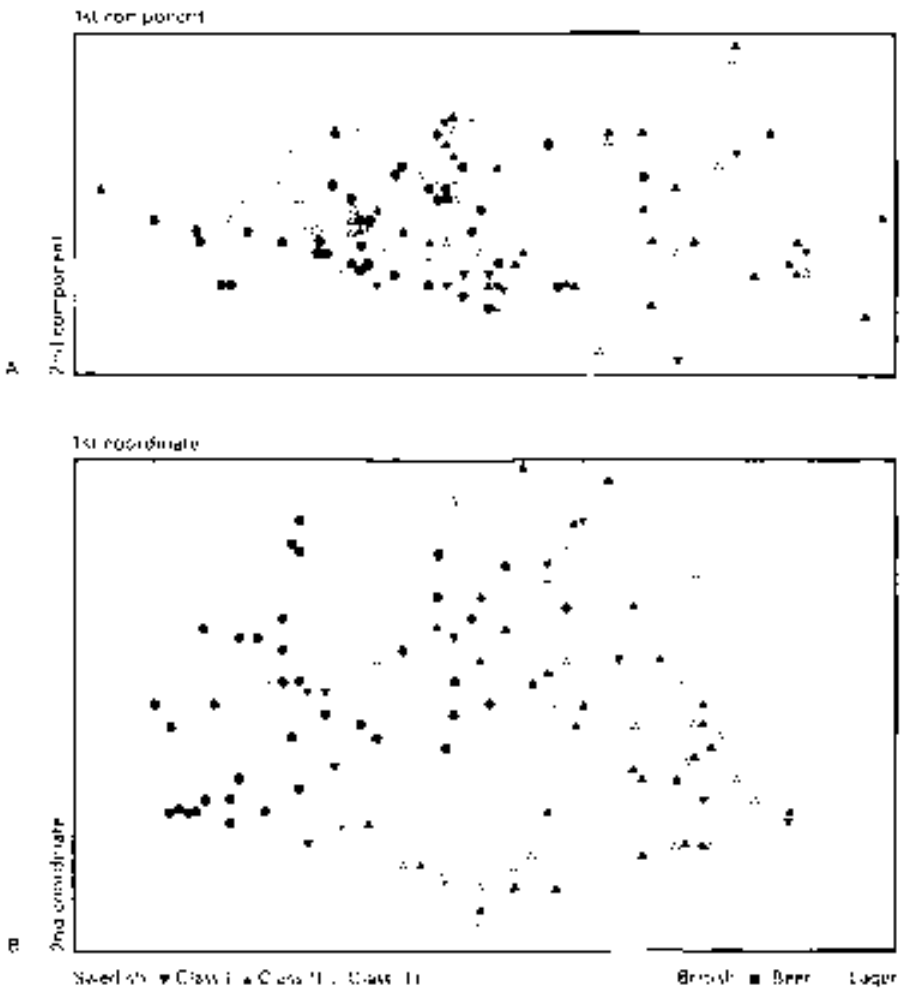 1st component
2nd component
A
1st coordinate
2nd coordinate
B
Swedish ▼ Class I ▲ Class II Class III British ■ Beer Lager